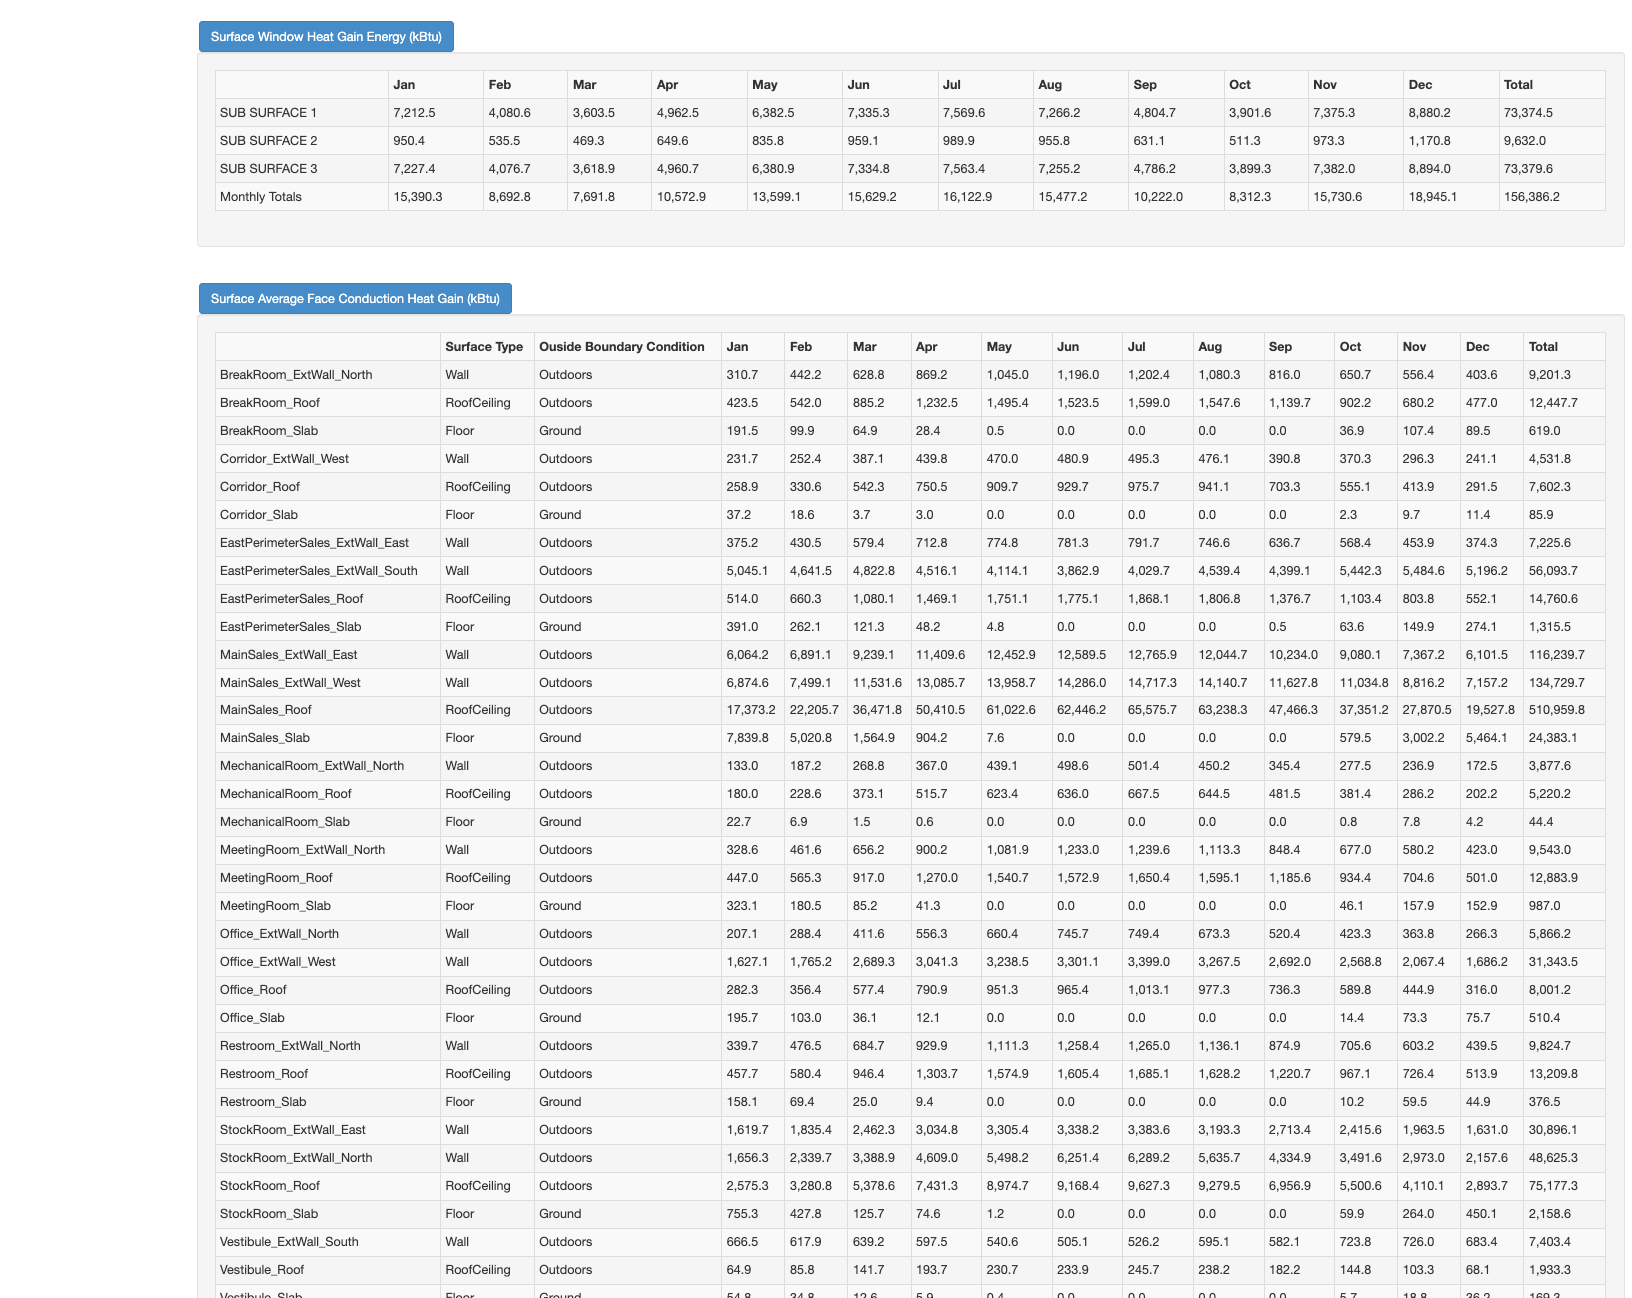 Surface Window Heat Gain Energy (kBtu)
Jan Feb Mar Apr May Jun Jul Aug Sep Oct Nov Dec Total
SUB SURFACE 1 7,212.5 4,080.6 3,603.5 4,962.5 6,382.5 7,335.3 7,569.6 7,266.2 4,804.7 3,901.6 7,375.3 8,880.2 73,374.5
SUB SURFACE 2 950.4 535.5 469.3 649.6 835.8 959.1 989.9 955.8 631.1 511.3 973.3 1,170.8 9,632.0
SUB SURFACE 3 7,227.4 4,076.7 3,618.9 4,960.7 6,380.9 7,334.8 7,563.4 7,255.2 4,786.2 3,899.3 7,382.0 8,894.0 73,379.6
Monthly Totals 15,390.3 8,692.8 7,691.8 10,572.9 13,599.1 15,629.2 16,122.9 15,477.2 10,222.0 8,312.3 15,730.6 18,945.1 156,386.2
Surface Average Face Conduction Heat Gain (kBtu)
Surface Type Ouside Boundary Condition Jan Feb Mar Apr May Jun Jul Aug Sep Oct Nov Dec Total
BreakRoom_ExtWall_North Wall Outdoors 310.7 442.2 628.8 869.2 1,045.0 1,196.0 1,202.4 1,080.3 816.0 650.7 556.4 403.6 9,201.3
BreakRoom_Roof RoofCeiling Outdoors 423.5 542.0 885.2 1,232.5 1,495.4 1,523.5 1,599.0 1,547.6 1,139.7 902.2 680.2 477.0 12,447.7
BreakRoom_Slab Floor Ground 191.5 99.9 64.9 28.4 0.5 0.0 0.0 0.0 0.0 36.9 107.4 89.5 619.0
Corridor_ExtWall_West Wall Outdoors 231.7 252.4 387.1 439.8 470.0 480.9 495.3 476.1 390.8 370.3 296.3 241.1 4,531.8
Corridor_Roof RoofCeiling Outdoors 258.9 330.6 542.3 750.5 909.7 929.7 975.7 941.1 703.3 555.1 413.9 291.5 7,602.3
Corridor_Slab Floor Ground 37.2 18.6 3.7 3.0 0.0 0.0 0.0 0.0 0.0 2.3 9.7 11.4 85.9
EastPerimeterSales_ExtWall_East Wall Outdoors 375.2 430.5 579.4 712.8 774.8 781.3 791.7 746.6 636.7 568.4 453.9 374.3 7,225.6
EastPerimeterSales_ExtWall_South Wall Outdoors 5,045.1 4,641.5 4,822.8 4,516.1 4,114.1 3,862.9 4,029.7 4,539.4 4,399.1 5,442.3 5,484.6 5,196.2 56,093.7
EastPerimeterSales_Roof RoofCeiling Outdoors 514.0 660.3 1,080.1 1,469.1 1,751.1 1,775.1 1,868.1 1,806.8 1,376.7 1,103.4 803.8 552.1 14,760.6
EastPerimeterSales_Slab Floor Ground 391.0 262.1 121.3 48.2 4.8 0.0 0.0 0.0 0.5 63.6 149.9 274.1 1,315.5
MainSales_ExtWall_East Wall Outdoors 6,064.2 6,891.1 9,239.1 11,409.6 12,452.9 12,589.5 12,765.9 12,044.7 10,234.0 9,080.1 7,367.2 6,101.5 116,239.7
MainSales_ExtWall_West Wall Outdoors 6,874.6 7,499.1 11,531.6 13,085.7 13,958.7 14,286.0 14,717.3 14,140.7 11,627.8 11,034.8 8,816.2 7,157.2 134,729.7
MainSales_Roof RoofCeiling Outdoors 17,373.2 22,205.7 36,471.8 50,410.5 61,022.6 62,446.2 65,575.7 63,238.3 47,466.3 37,351.2 27,870.5 19,527.8 510,959.8
MainSales_Slab Floor Ground 7,839.8 5,020.8 1,564.9 904.2 7.6 0.0 0.0 0.0 0.0 579.5 3,002.2 5,464.1 24,383.1
MechanicalRoom_ExtWall_North Wall Outdoors 133.0 187.2 268.8 367.0 439.1 498.6 501.4 450.2 345.4 277.5 236.9 172.5 3,877.6
MechanicalRoom_Roof RoofCeiling Outdoors 180.0 228.6 373.1 515.7 623.4 636.0 667.5 644.5 481.5 381.4 286.2 202.2 5,220.2
MechanicalRoom_Slab Floor Ground 22.7 6.9 1.5 0.6 0.0 0.0 0.0 0.0 0.0 0.8 7.8 4.2 44.4
MeetingRoom_ExtWall_North Wall Outdoors 328.6 461.6 656.2 900.2 1,081.9 1,233.0 1,239.6 1,113.3 848.4 677.0 580.2 423.0 9,543.0
MeetingRoom_Roof RoofCeiling Outdoors 447.0 565.3 917.0 1,270.0 1,540.7 1,572.9 1,650.4 1,595.1 1,185.6 934.4 704.6 501.0 12,883.9
MeetingRoom_Slab Floor Ground 323.1 180.5 85.2 41.3 0.0 0.0 0.0 0.0 0.0 46.1 157.9 152.9 987.0
Office_ExtWall_North Wall Outdoors 207.1 288.4 411.6 556.3 660.4 745.7 749.4 673.3 520.4 423.3 363.8 266.3 5,866.2
Office_ExtWall_West Wall Outdoors 1,627.1 1,765.2 2,689.3 3,041.3 3,238.5 3,301.1 3,399.0 3,267.5 2,692.0 2,568.8 2,067.4 1,686.2 31,343.5
Office_Roof RoofCeiling Outdoors 282.3 356.4 577.4 790.9 951.3 965.4 1,013.1 977.3 736.3 589.8 444.9 316.0 8,001.2
Office_Slab Floor Ground 195.7 103.0 36.1 12.1 0.0 0.0 0.0 0.0 0.0 14.4 73.3 75.7 510.4
Restroom_ExtWall_North Wall Outdoors 339.7 476.5 684.7 929.9 1,111.3 1,258.4 1,265.0 1,136.1 874.9 705.6 603.2 439.5 9,824.7
Restroom_Roof RoofCeiling Outdoors 457.7 580.4 946.4 1,303.7 1,574.9 1,605.4 1,685.1 1,628.2 1,220.7 967.1 726.4 513.9 13,209.8
Restroom_Slab Floor Ground 158.1 69.4 25.0 9.4 0.0 0.0 0.0 0.0 0.0 10.2 59.5 44.9 376.5
StockRoom_ExtWall_East Wall Outdoors 1,619.7 1,835.4 2,462.3 3,034.8 3,305.4 3,338.2 3,383.6 3,193.3 2,713.4 2,415.6 1,963.5 1,631.0 30,896.1
StockRoom_ExtWall_North Wall Outdoors 1,656.3 2,339.7 3,388.9 4,609.0 5,498.2 6,251.4 6,289.2 5,635.7 4,334.9 3,491.6 2,973.0 2,157.6 48,625.3
StockRoom_Roof RoofCeiling Outdoors 2,575.3 3,280.8 5,378.6 7,431.3 8,974.7 9,168.4 9,627.3 9,279.5 6,956.9 5,500.6 4,110.1 2,893.7 75,177.3
StockRoom_Slab Floor Ground 755.3 427.8 125.7 74.6 1.2 0.0 0.0 0.0 0.0 59.9 264.0 450.1 2,158.6
Vestibule_ExtWall_South Wall Outdoors 666.5 617.9 639.2 597.5 540.6 505.1 526.2 595.1 582.1 723.8 726.0 683.4 7,403.4
Vestibule_Roof RoofCeiling Outdoors 64.9 85.8 141.7 193.7 230.7 233.9 245.7 238.2 182.2 144.8 103.3 68.1 1,933.3
Vestibule_Slab Floor Ground 54.8 34.8 12.6 5.9 0.4 0.0 0.0 0.0 0.0 5.7 18.8 36.2 169.3